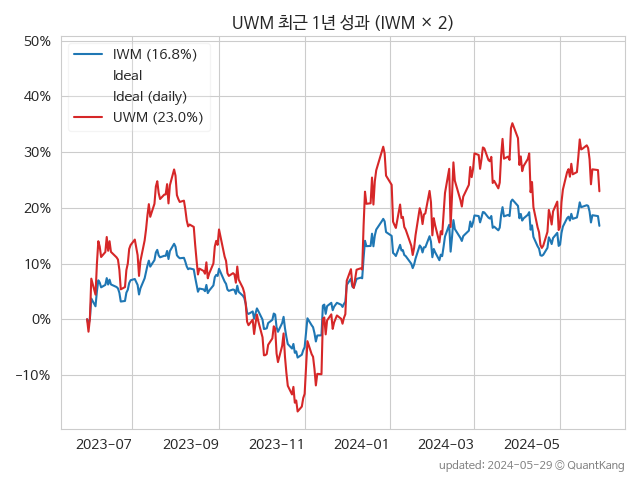 UWM 최근 1년 성과 (IWM × 2)
50%
40%
30%
20%
10%
0%
−10%
IWM (16.8%)
Ideal
Ideal (daily)
UWM (23.0%)
2023-07
2023-09
2023-11
2024-01
2024-03
2024-05
updated: 2024-05-29 © QuantKang